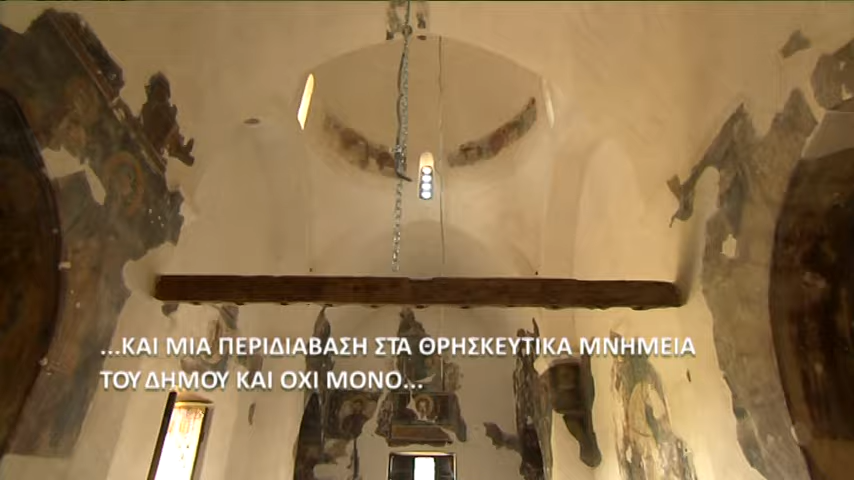 ...ΚΑΙ ΜΙΑ ΠΕΡΙΔΙΑΒΑΣΗ ΣΤΑ ΘΡΗΣΚΕΥΤΙΚΑ ΜΝΗΜΕΙΑ
ΤΟΥ ΔΗΜΟΥ ΚΑΙ ΟΧΙ ΜΟΝΟ...